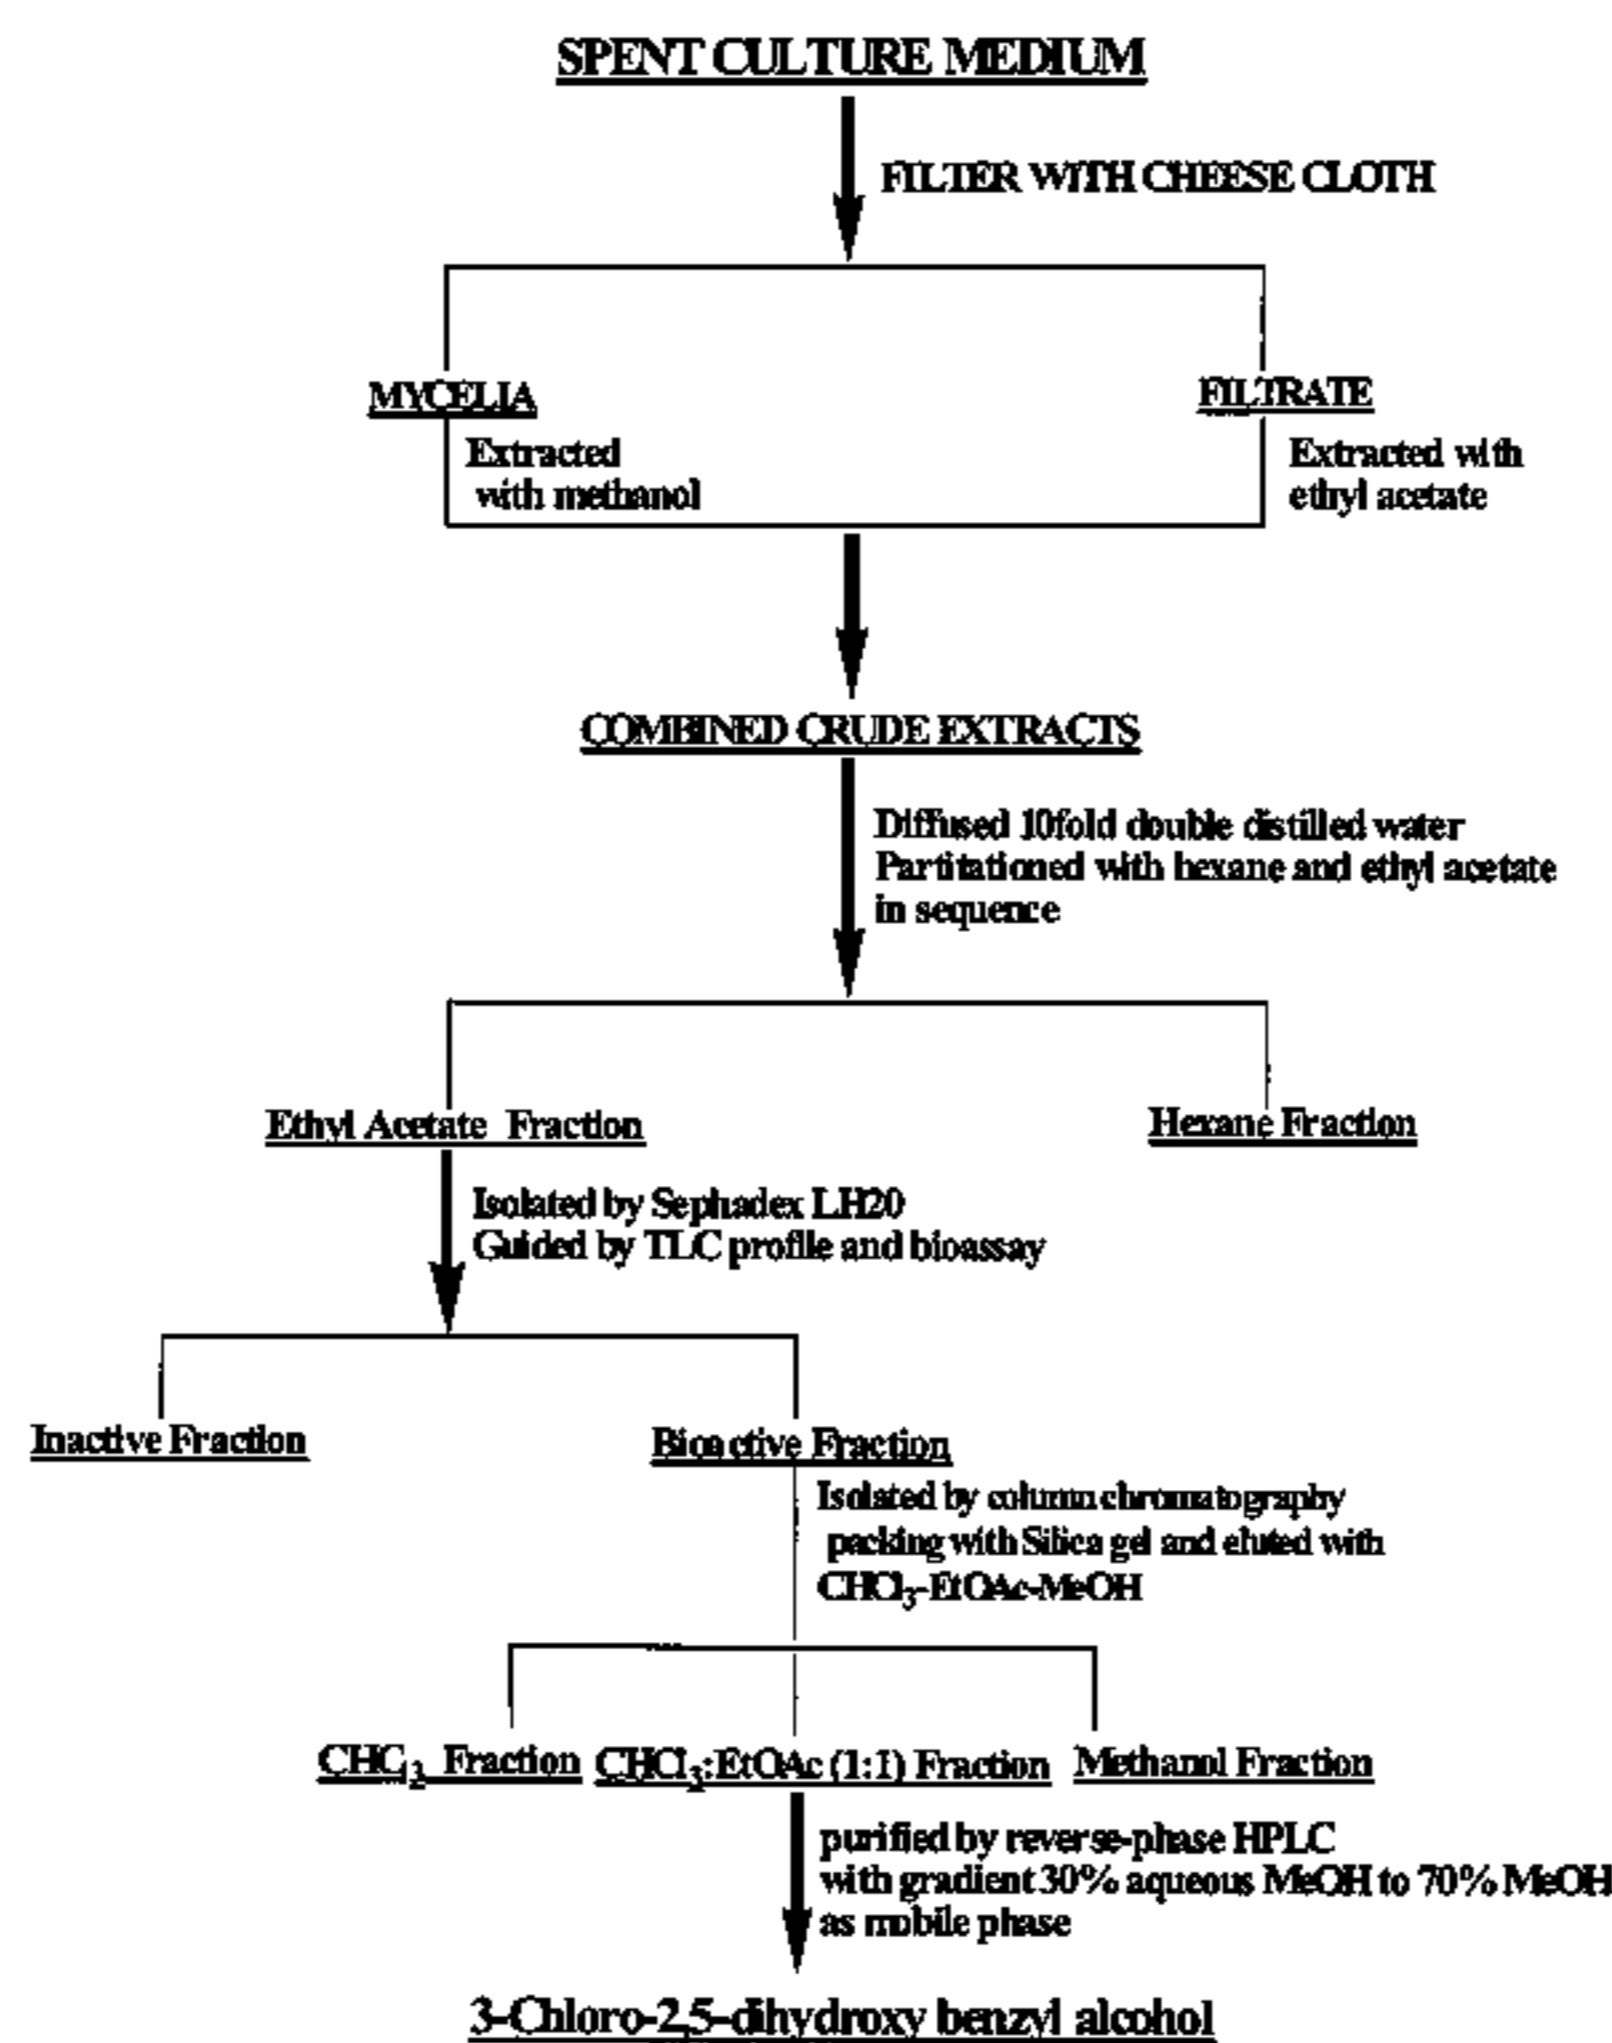 SPENT CULTURE MEDIUM
FILTER WITH CHEESE CLOTH
MYCELIA
FILTRATE
Extracted
with methanol
Extracted with
ethyl acetate
COMBINED CRUDE EXTRACTS
Diffused 10fold double distilled water
Partitationed with hexane and ethyl acetate
in sequence
Ethyl Acetate Fraction
Hexane Fraction
Isolated by Sephadex LH20
Guided by TLC profile and bioassay
Inactive Fraction
Bioactive Fraction
Isolated by column chromatography
packing with Silica gel and eluted with
CHCl3-EtOAc-MeOH
CHCl3 Fraction
CHCl3:EtOAc (1:1) Fraction
Methanol Fraction
purified by reverse-phase HPLC
with gradient 30% aqueous MeOH to 70% MeOH
as mobile phase
3-Chloro-2,5-dihydroxy benzyl alcohol